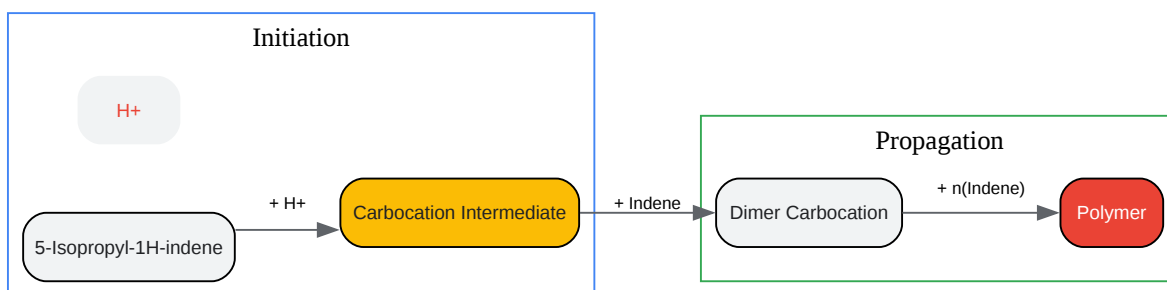 Initiation
H+
+ H+
5-Isopropyl-1H-indene
Carbocation Intermediate
+ Indene
Propagation
Dimer Carbocation
+ n(Indene)
Polymer